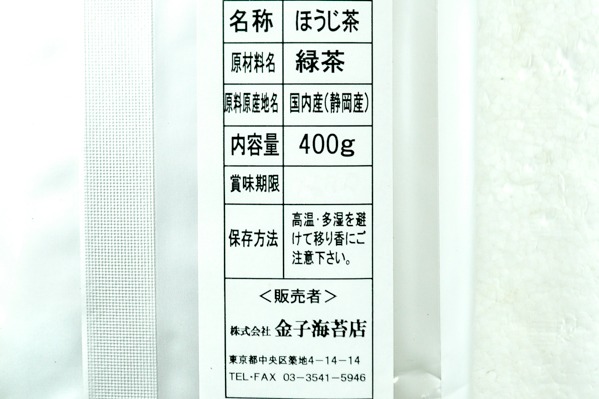 名称 ほうじ茶
原材料名 緑茶
原料原産地名 国内産(静岡産)
内容量 400g
賞味期限
保存方法 高温・多湿を避
けて移り香にご
注意下さい。
<販売者>
株式会社 金子海苔店
東京都中央区築地4-14-14
TEL・FAX 03-3541-5946